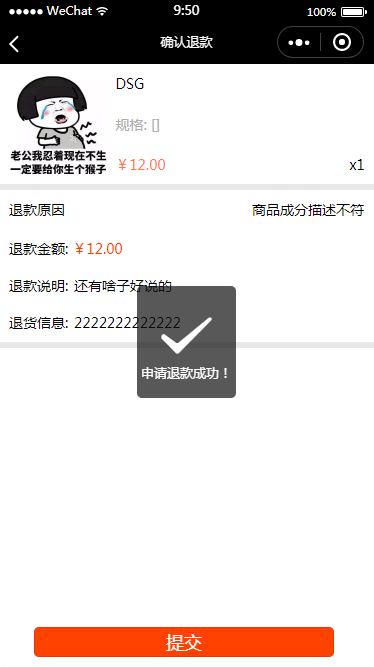 WeChat 9:50 100%
确认退款
DSG
规格: []
老公我忍着现在不生
一定要给你生个猴子
￥12.00 x1
退款原因 商品成分描述不符
退款金额: ￥12.00
退款说明: 还有啥子好说的
退货信息: 2222222222222
申请退款成功！
提交